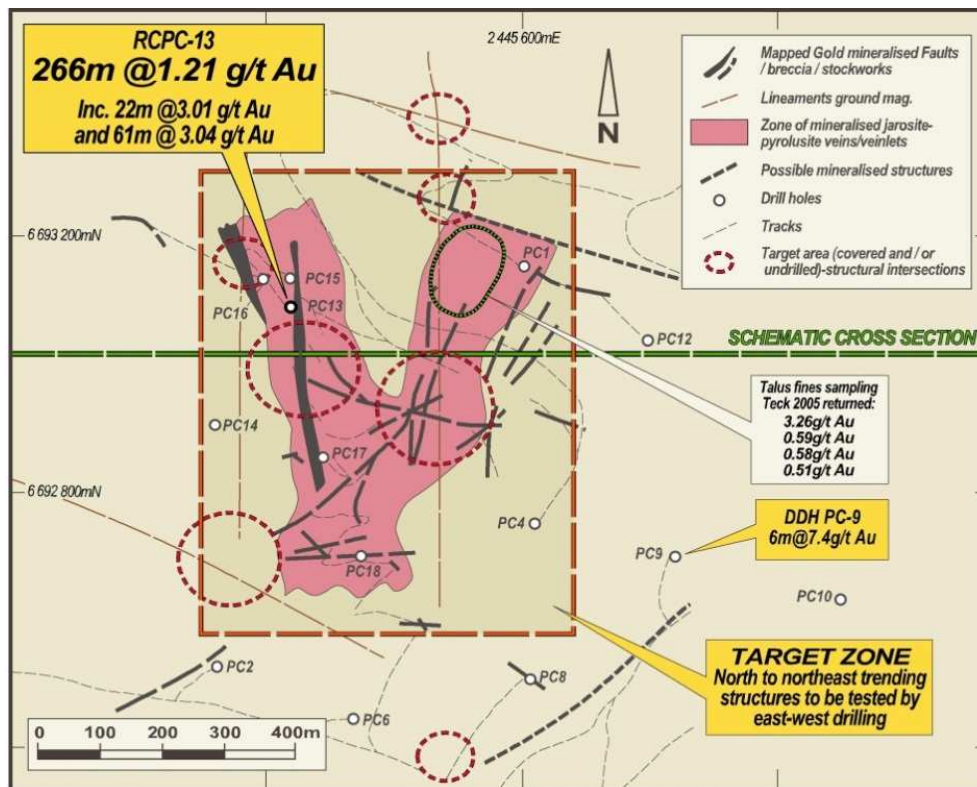 RCPC-13
266m @1.21 g/t Au
Inc. 22m @3.01 g/t Au
and 61m @ 3.04 g/t Au
2 445 600mE
N
Mapped Gold mineralised Faults
/ breccia / stockworks
Lineaments ground mag.
Zone of mineralised jarosite-
pyrolusite veins/veinlets
Possible mineralised structures
Drill holes
Tracks
Target area (covered and / or
undrilled)-structural intersections
6 693 200mN
PC15
PC1
PC16
PC13
PC12
SCHEMATIC CROSS SECTION
Talus fines sampling
Teck 2005 returned:
3.26g/t Au
0.59g/t Au
0.58g/t Au
0.51g/t Au
PC14
PC17
6 692 800mN
PC4
DDH PC-9
6m@7.4g/t Au
PC9
PC18
PC10
PC2
PC8
TARGET ZONE
North to northeast trending
structures to be tested by
east-west drilling
PC6
0 100 200 300 400m